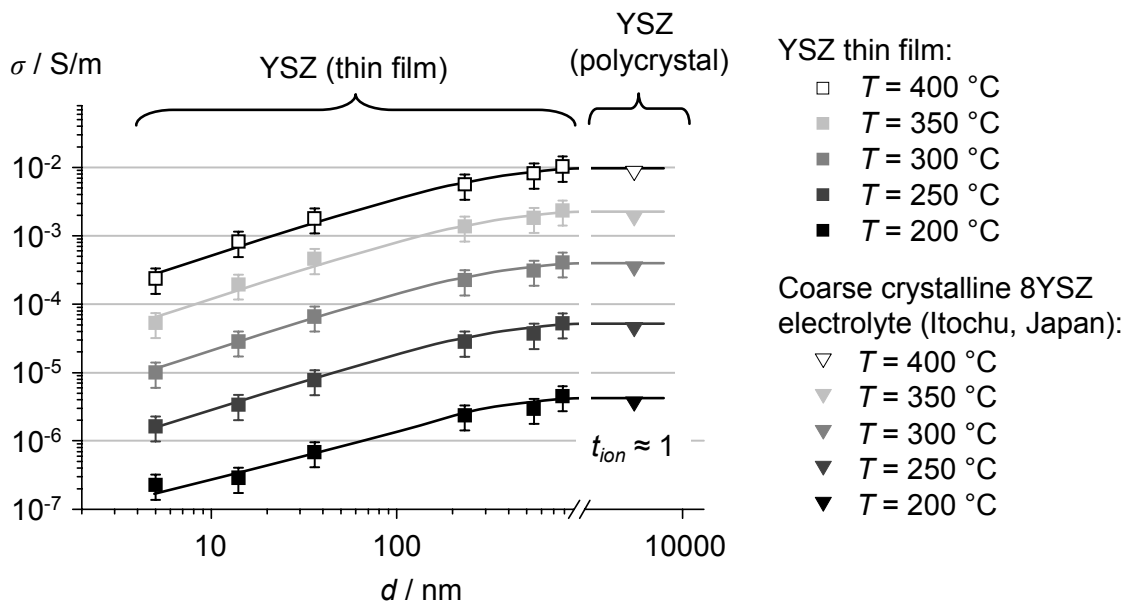 YSZ
(polycrystal)
YSZ (thin film)
σ / S/m
10⁻²
10⁻³
10⁻⁴
10⁻⁵
10⁻⁶
10⁻⁷
t_ion ≈ 1
10
100
10000
d / nm
YSZ thin film:
T = 400 °C
T = 350 °C
T = 300 °C
T = 250 °C
T = 200 °C
Coarse crystalline 8YSZ
electrolyte (Itochu, Japan):
T = 400 °C
T = 350 °C
T = 300 °C
T = 250 °C
T = 200 °C